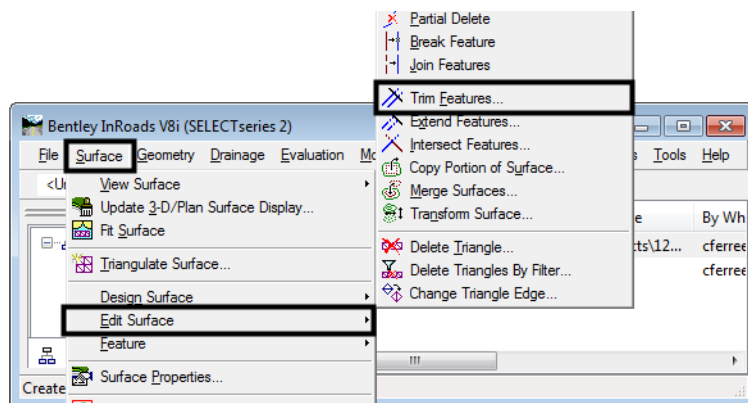 Partial Delete
Break Feature
Join Features
Trim Features...
Extend Features...
Intersect Features...
Copy Portion of Surface...
Merge Surfaces...
Transform Surface...
Delete Triangle...
Delete Triangles By Filter...
Change Triangle Edge...
Bentley InRoads V8i (SELECTseries 2)
File Surface Geometry Drainage Evaluation Tools Help
View Surface
Update 3-D/Plan Surface Display...
Fit Surface
Triangulate Surface...
Design Surface
Edit Surface
Feature
Surface Properties...
By Wh
cts\12... cferree
cferree
Create